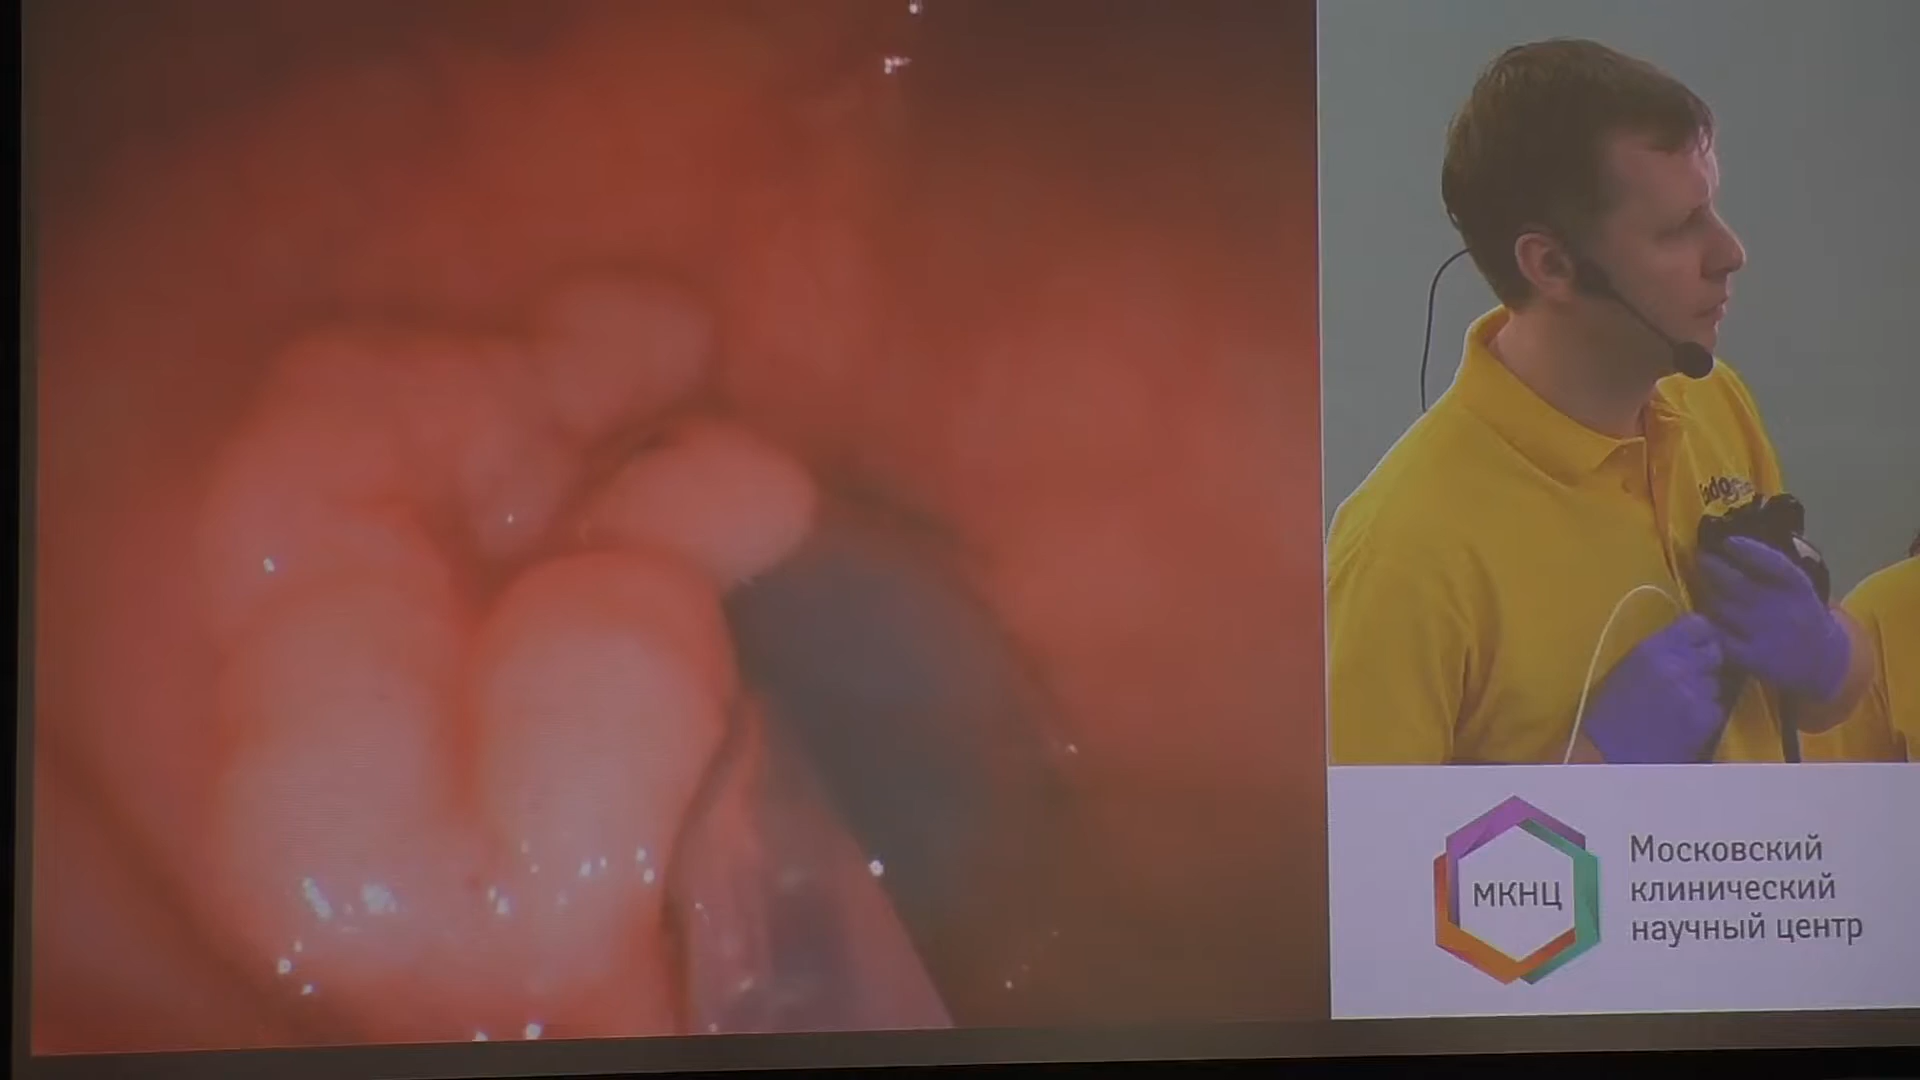 МКНЦ
Московский
клинический
научный центр